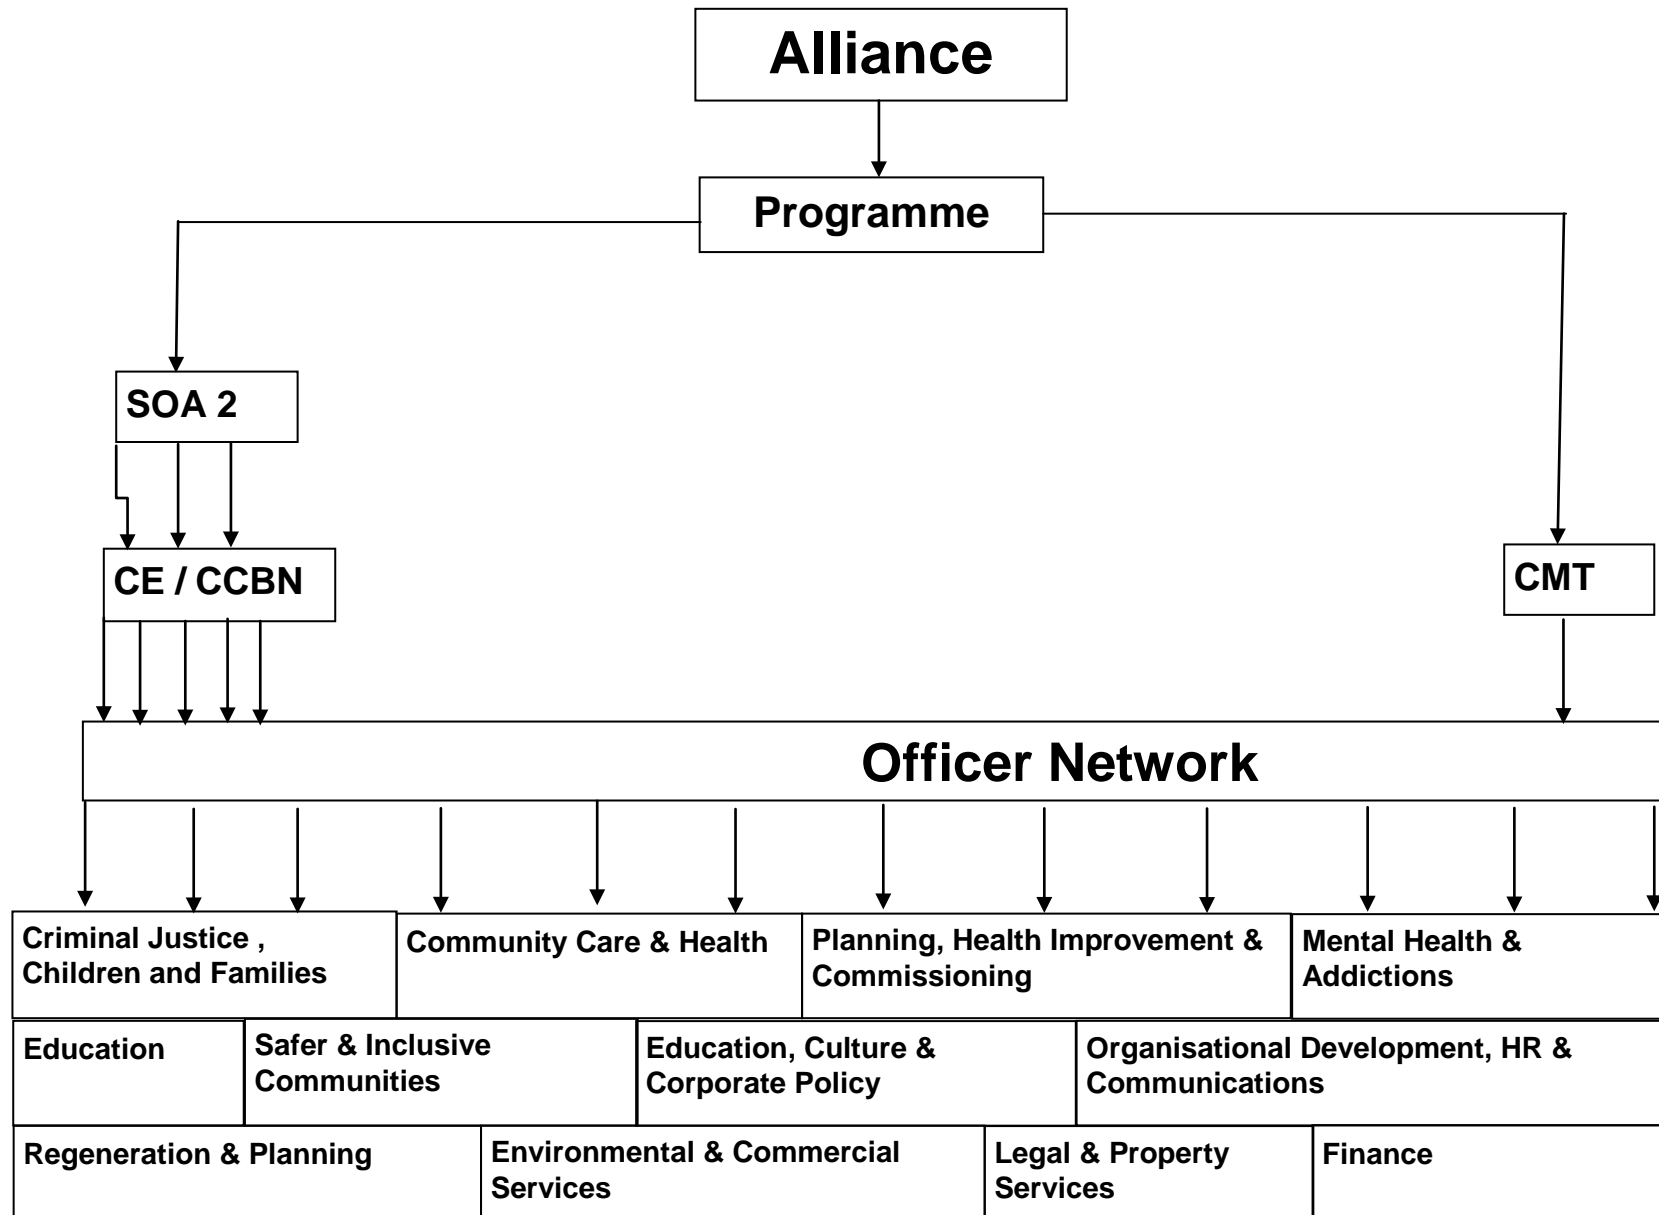 Alliance
Programme
SOA 2
CE / CCBN
CMT
Officer Network
Criminal Justice ,
Children and Families
Community Care & Health
Planning, Health Improvement &
Commissioning
Mental Health &
Addictions
Education
Safer & Inclusive
Communities
Education, Culture &
Corporate Policy
Organisational Development, HR &
Communications
Regeneration & Planning
Environmental & Commercial
Services
Legal & Property
Services
Finance